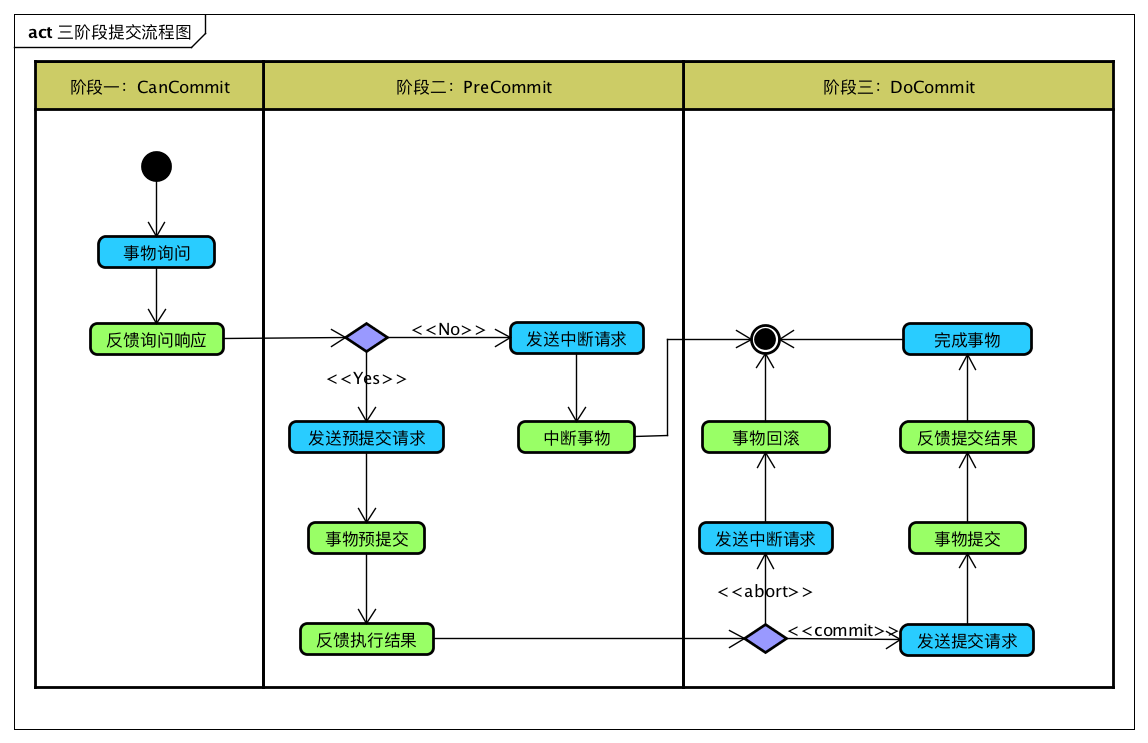 act 三阶段提交流程图
阶段一：CanCommit
阶段二：PreCommit
阶段三：DoCommit
事物询问
反馈询问响应
<<No>>
发送中断请求
完成事物
<<Yes>>
发送预提交请求
中断事物
事物回滚
反馈提交结果
事物预提交
发送中断请求
事物提交
<<abort>>
反馈执行结果
<<commit>>
发送提交请求